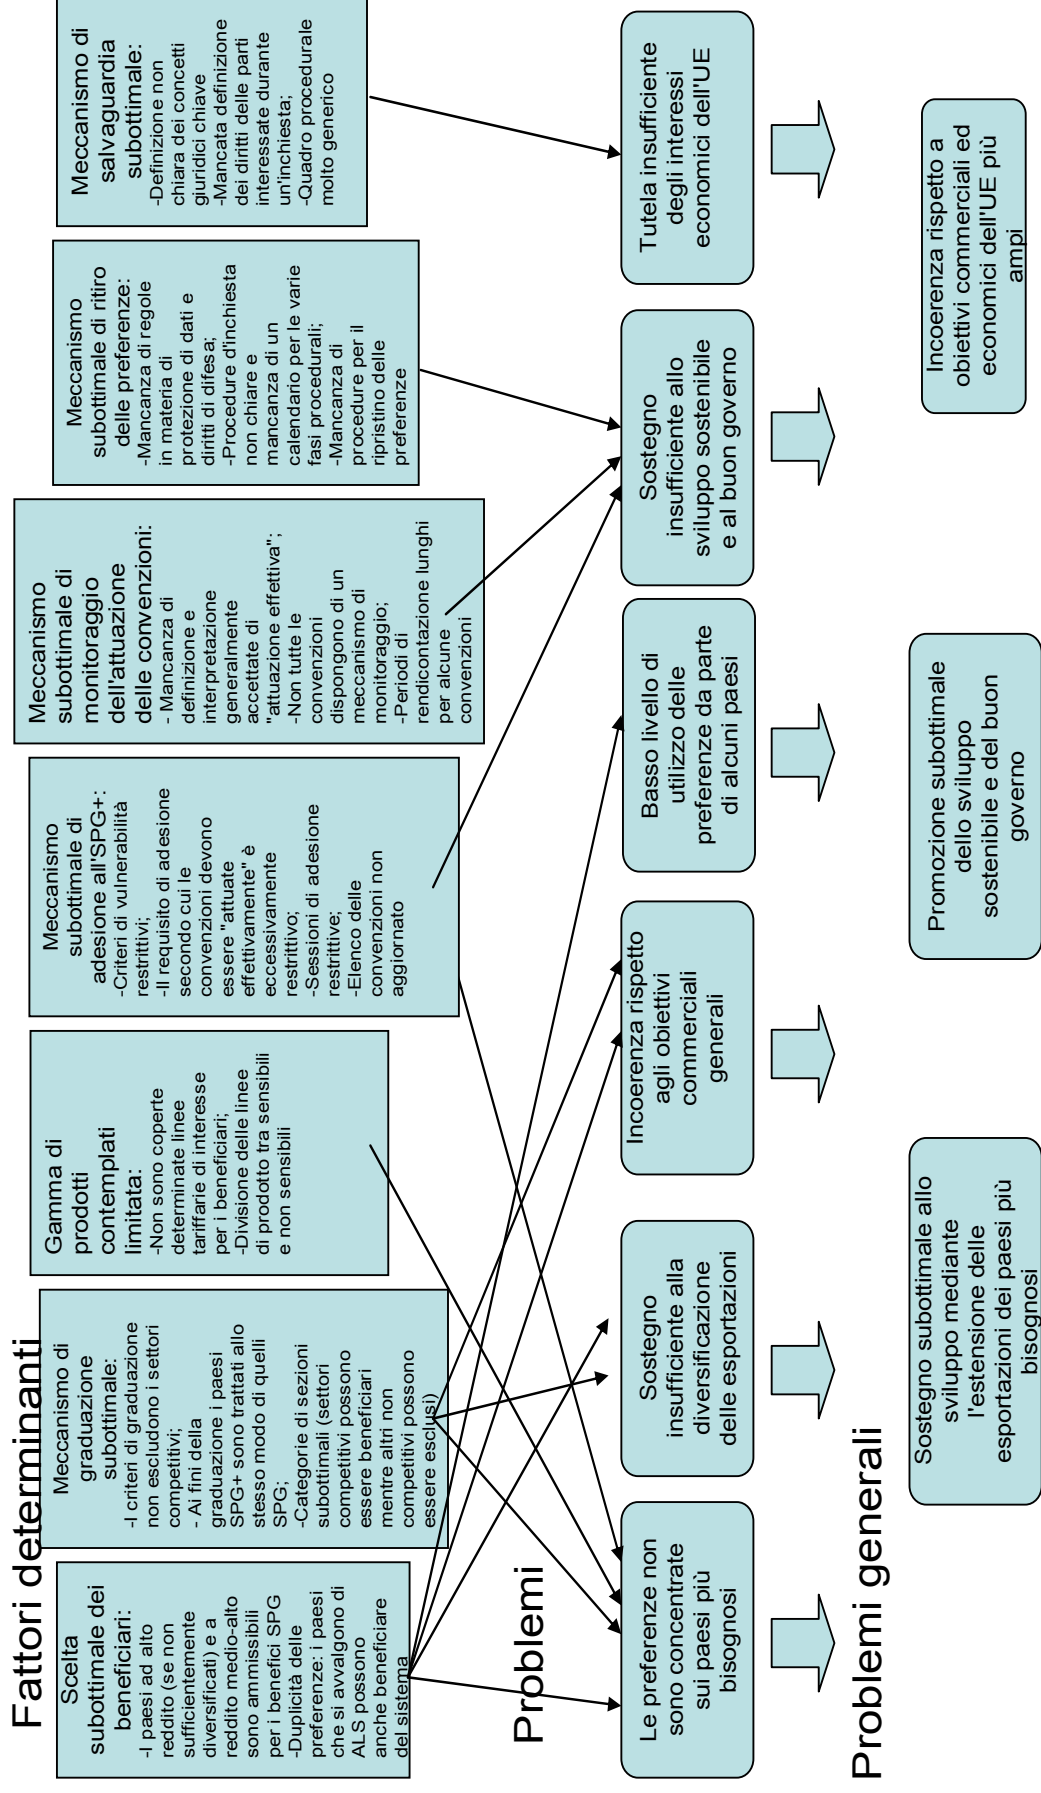 Fattori determinanti
Scelta
subottimale dei
beneficiari:
-I paesi ad alto
reddito (se non
sufficientemente
diversificati) e a
reddito medio-alto
sono ammissibili
per i benefici SPG
-Duplicità delle
preferenze: i paesi
che si avvalgono di
ALS possono
anche beneficiare
del sistema
Meccanismo di
graduazione
subottimale:
-I criteri di graduazione
non escludono i settori
competitivi;
- Ai fini della
graduazione i paesi
SPG+ sono trattati allo
stesso modo di quelli
SPG;
-Categorie di sezioni
subottimali (settori
competitivi possono
essere beneficiari
mentre altri non
competitivi possono
essere esclusi)
Gamma di
prodotti
contemplati
limitata:
-Non sono coperte
determinate linee
tariffarie di interesse
per i beneficiari;
-Divisione delle linee
di prodotto tra sensibili
e non sensibili
Meccanismo
subottimale di
adesione all'SPG+:
-Criteri di vulnerabilità
restrittivi;
-Il requisito di adesione
secondo cui le
convenzioni devono
essere "attuate
effettivamente" è
eccessivamente
restrittivo;
-Sessioni di adesione
restrittive;
-Elenco delle
convenzioni non
aggiornato
Meccanismo
subottimale di
monitoraggio
dell'attuazione
delle convenzioni:
- Mancanza di
definizione e
interpretazione
generalmente
accettate di
"attuazione effettiva";
-Non tutte le
convenzioni
dispongono di un
meccanismo di
monitoraggio;
-Periodi di
rendicontazione lunghi
per alcune
convenzioni
Meccanismo
subottimale di ritiro
delle preferenze:
-Mancanza di regole
in materia di
protezione di dati e
diritti di difesa;
-Procedure d'inchiesta
non chiare e
mancanza di un
calendario per le varie
fasi procedurali;
-Mancanza di
procedure per il
ripristino delle
preferenze
Meccanismo di
salvaguardia
subottimale:
-Definizione non
chiara dei concetti
giuridici chiave
-Mancata definizione
dei diritti delle parti
interessate durante
un'inchiesta;
-Quadro procedurale
molto generico
Problemi
Le preferenze non
sono concentrate
sui paesi più
bisognosi
Sostegno
insufficiente alla
diversificazione
delle esportazioni
Incoerenza rispetto
agli obiettivi
commerciali
generali
Basso livello di
utilizzo delle
preferenze da parte
di alcuni paesi
Sostegno
insufficiente allo
sviluppo sostenibile
e al buon governo
Tutela insufficiente
degli interessi
economici dell'UE
Problemi generali
Sostegno subottimale allo
sviluppo mediante
l'estensione delle
esportazioni dei paesi più
bisognosi
Promozione subottimale
dello sviluppo
sostenibile e del buon
governo
Incoerenza rispetto a
obiettivi commerciali ed
economici dell'UE più
ampi